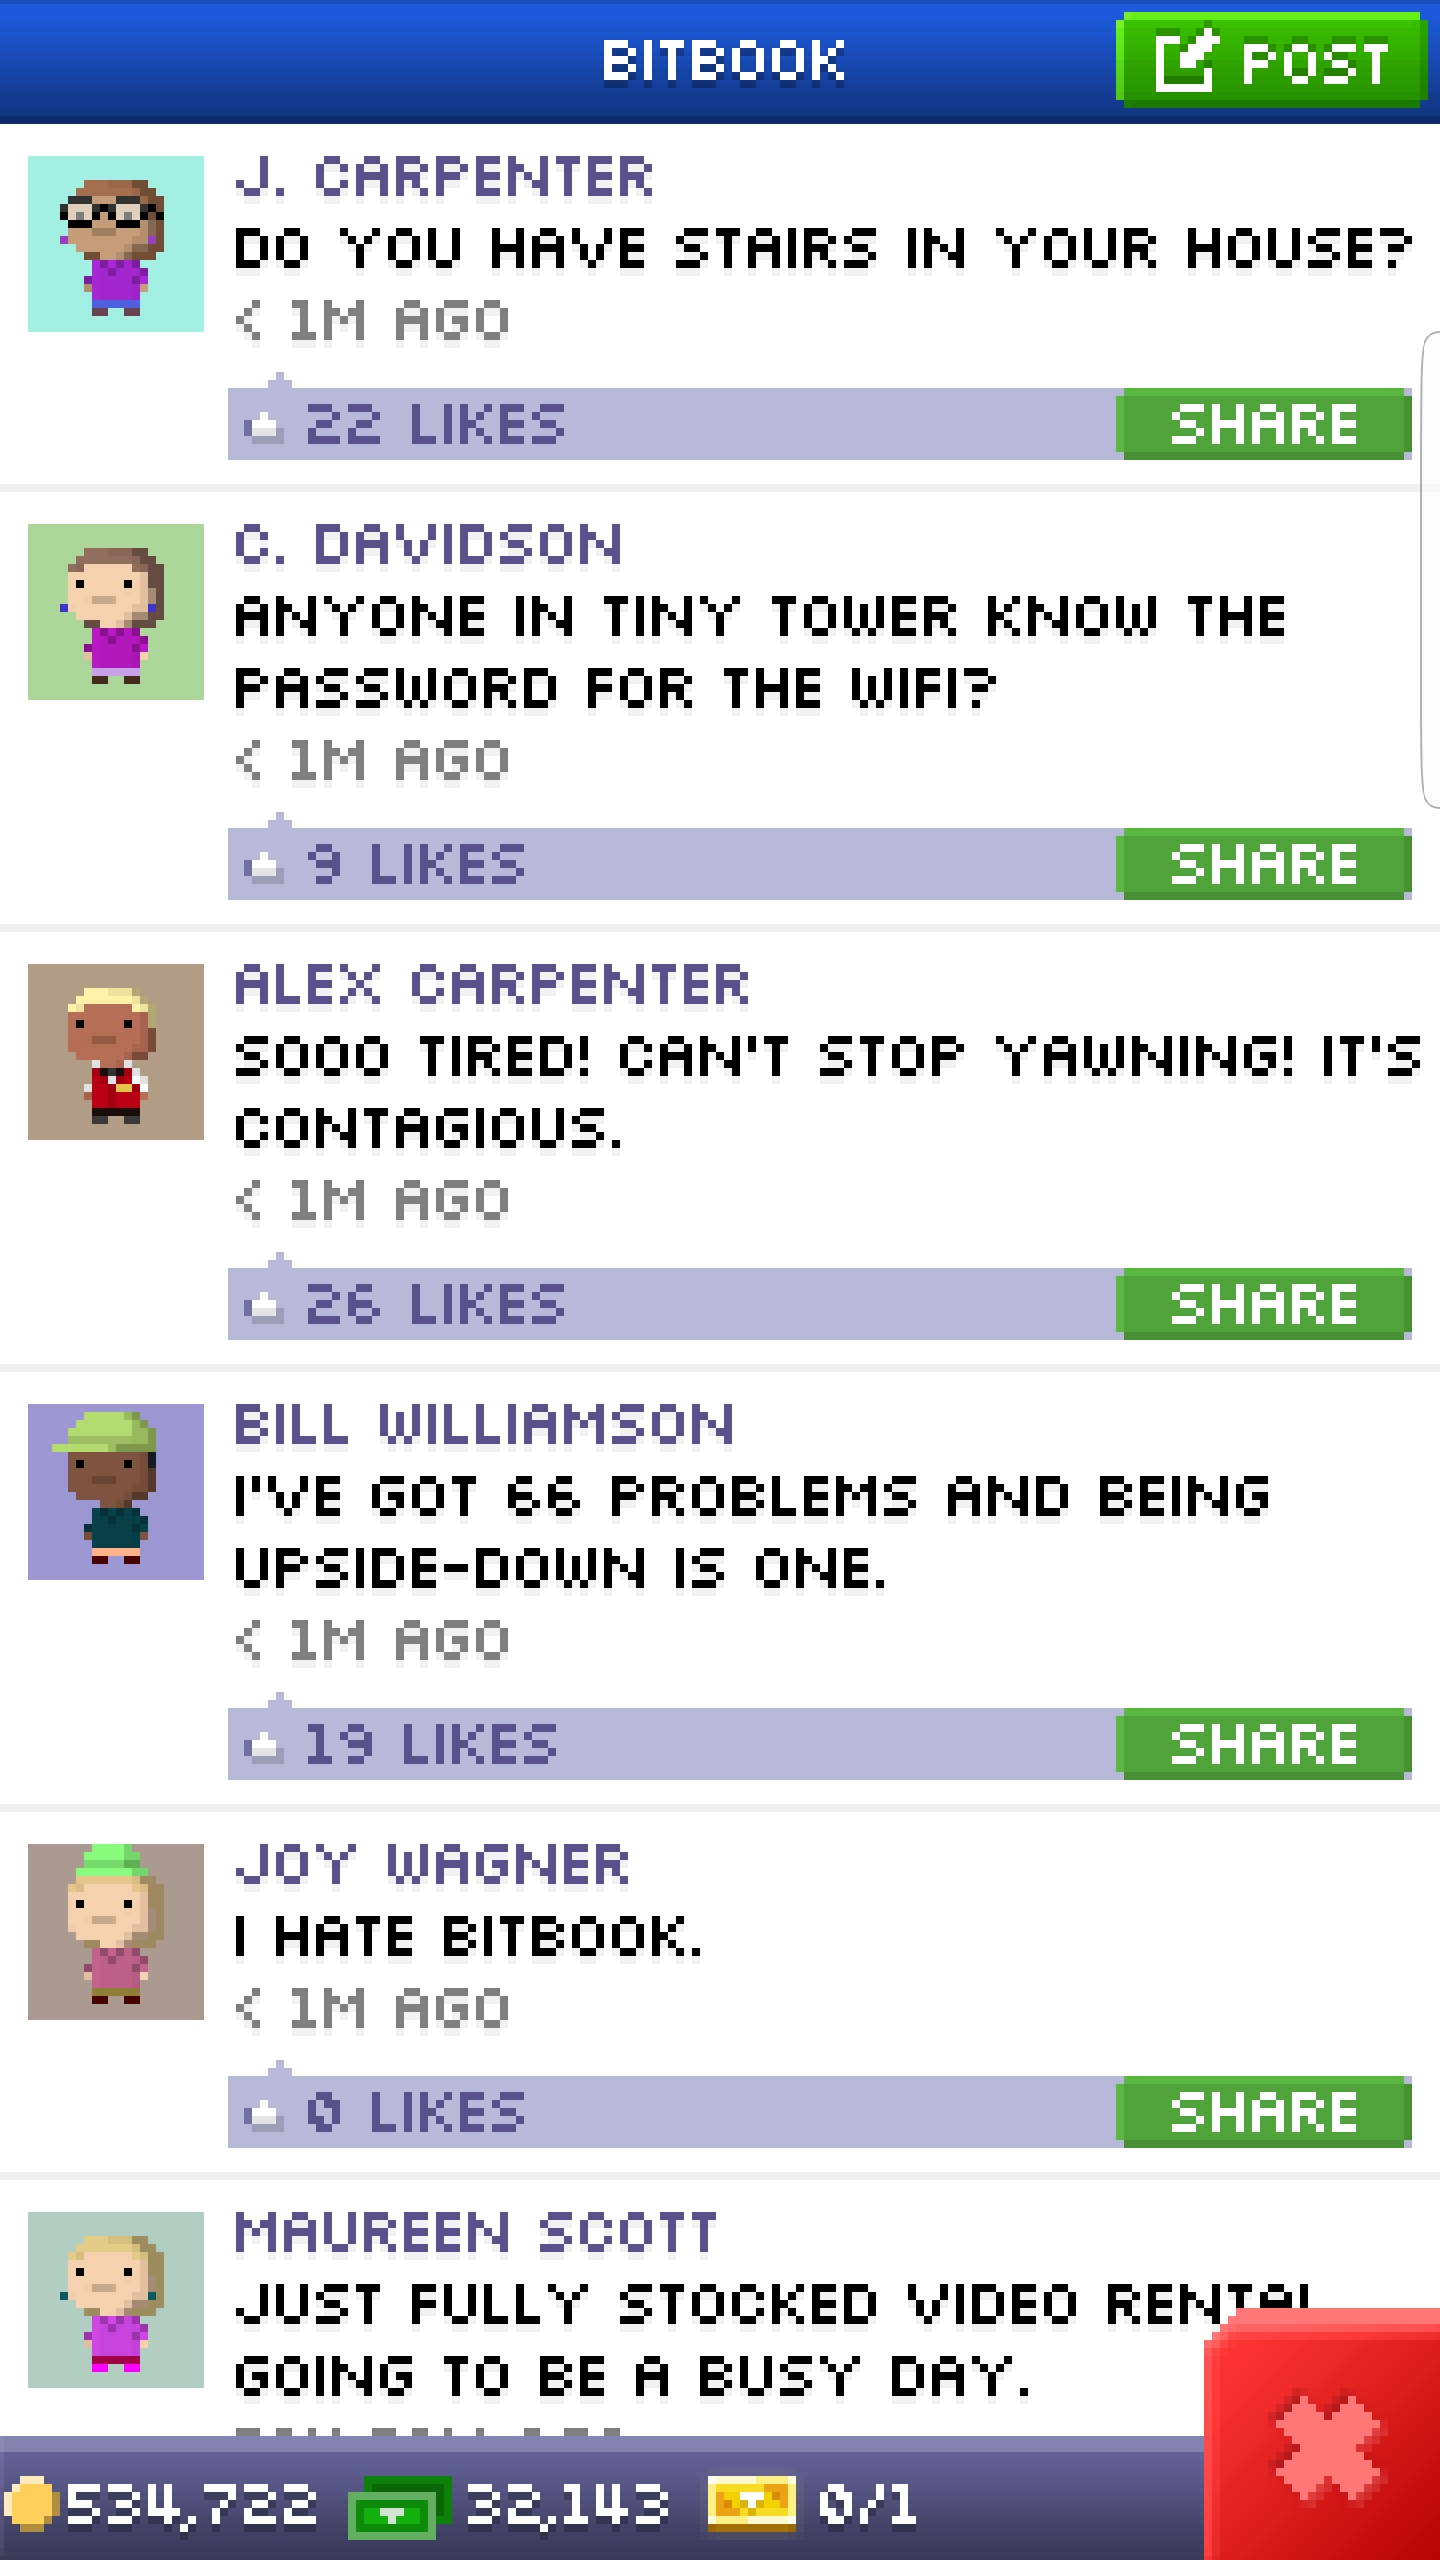 BITBOOK
POST
J. CARPENTER
DO YOU HAVE STAIRS IN YOUR HOUSE?
< 1M AGO
22 LIKES
SHARE
C. DAVIDSON
ANYONE IN TINY TOWER KNOW THE
PASSWORD FOR THE WIFI?
< 1M AGO
9 LIKES
SHARE
ALEX CARPENTER
SOOO TIRED! CAN'T STOP YAWNING! IT'S
CONTAGIOUS.
< 1M AGO
26 LIKES
SHARE
BILL WILLIAMSON
I'VE GOT 66 PROBLEMS AND BEING
UPSIDE-DOWN IS ONE.
< 1M AGO
19 LIKES
SHARE
JOY WAGNER
I HATE BITBOOK.
< 1M AGO
0 LIKES
SHARE
MAUREEN SCOTT
JUST FULLY STOCKED VIDEO RENTAL
GOING TO BE A BUSY DAY.
534,722
32,143
0/1